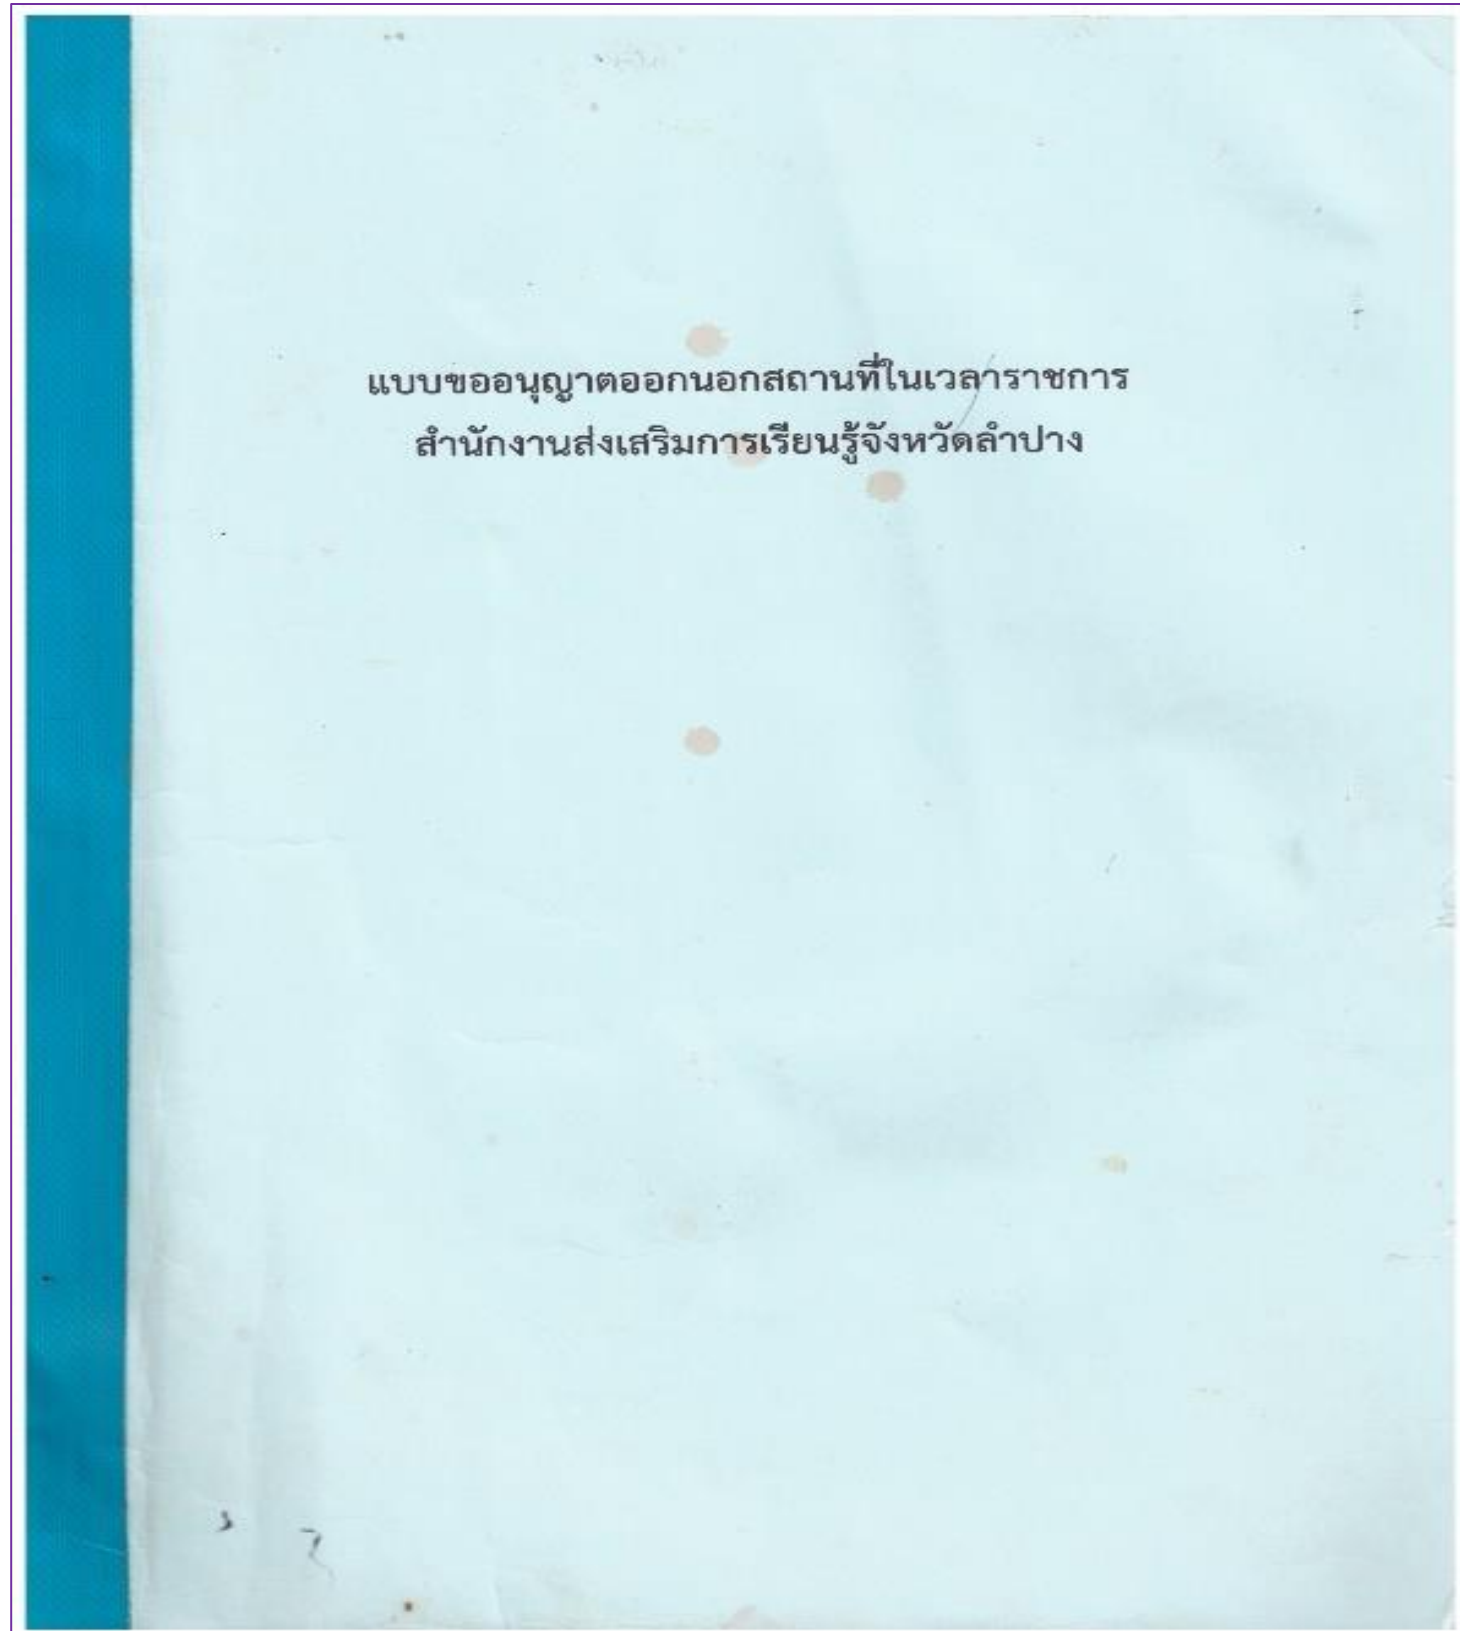 แบบขออนุญาตออกนอกสถานที่ในเวลาราชการ
สำนักงานส่งเสริมการเรียนรู้จังหวัดลำปาง